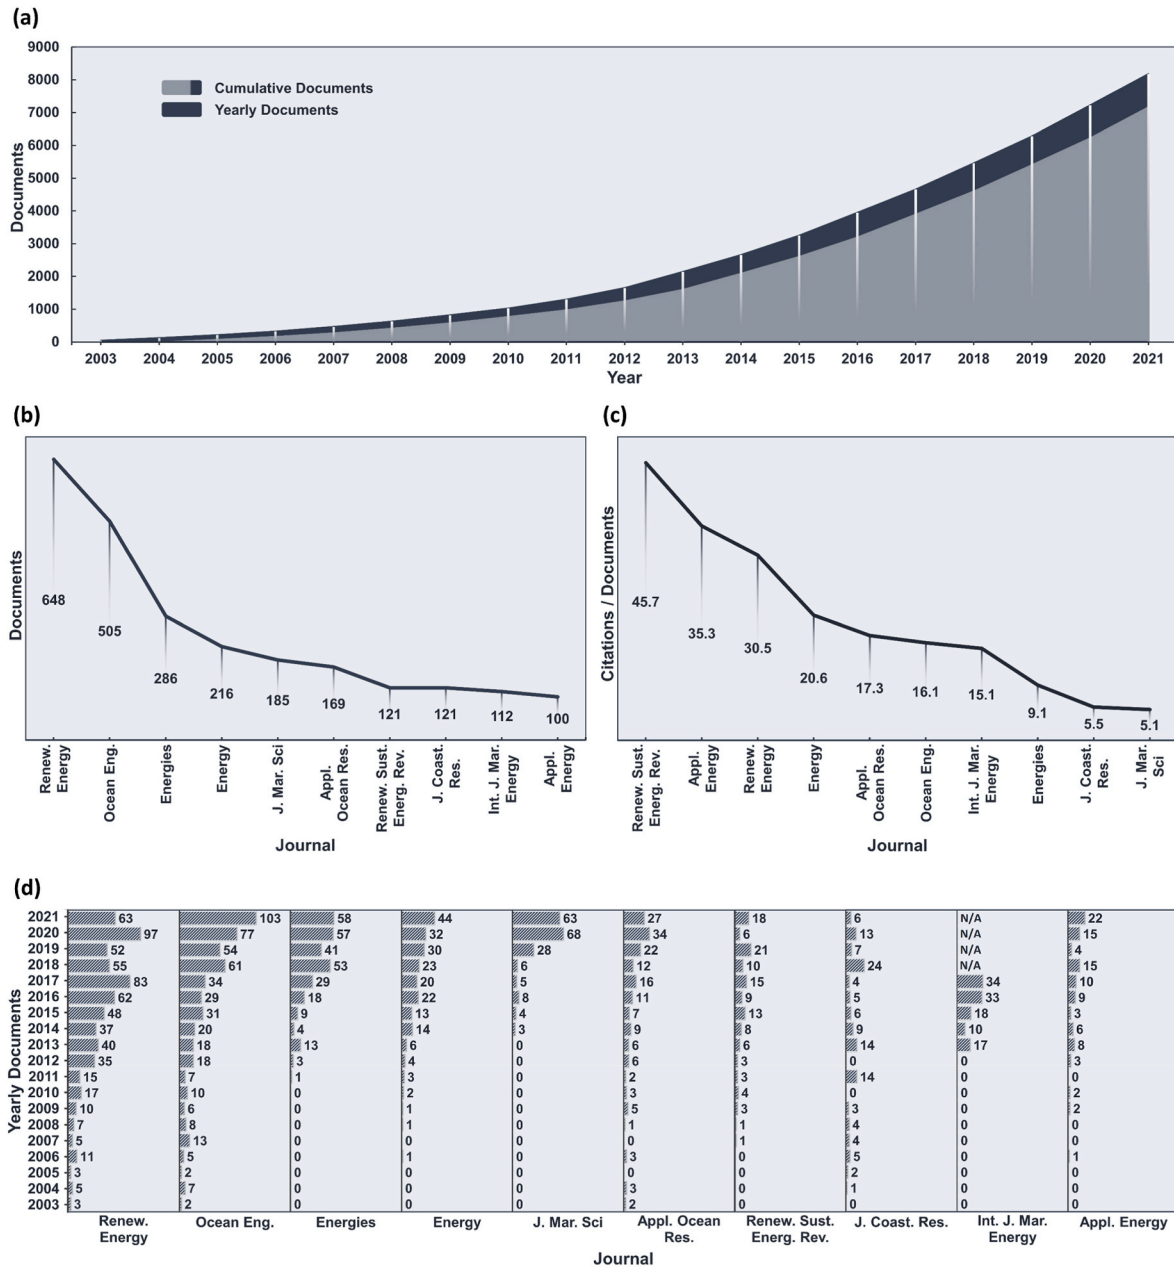 (a)
9000
8000
7000
6000
5000
4000
3000
2000
1000
0
Documents
Cumulative Documents
Yearly Documents
2003 2004 2005 2006 2007 2008 2009 2010 2011 2012 2013 2014 2015 2016 2017 2018 2019 2020 2021
Year
(b)
Documents
648
505
286
216
185
169
121
121
112
100
Renew.
Energy
Ocean Eng.
Energies
Energy
J. Mar. Sci
Appl.
Ocean Res.
Renew. Sust.
Energ. Rev.
J. Coast.
Res.
Int. J. Mar.
Energy
Appl.
Energy
Journal
(c)
Citations / Documents
45.7
35.3
30.5
20.6
17.3
16.1
15.1
9.1
5.5
5.1
Renew. Sust.
Energ. Rev.
Appl.
Energy
Renew.
Energy
Energy
Appl.
Ocean Res.
Ocean Eng.
Int. J. Mar.
Energy
Energies
J. Coast.
Res.
J. Mar.
Sci
Journal
(d)
Yearly Documents
2021 63 103 58 44 63 27 18 6 N/A 22
2020 97 77 57 32 68 34 6 13 N/A 15
2019 52 54 41 30 28 22 21 7 N/A 4
2018 55 61 53 23 6 12 10 24 N/A 15
2017 83 34 29 20 5 16 15 4 34 10
2016 62 29 18 22 8 11 9 5 33 9
2015 48 31 9 13 4 7 13 6 18 3
2014 37 20 4 14 3 9 8 9 10 6
2013 40 18 13 6 0 6 6 14 17 8
2012 35 18 3 4 0 6 3 0 0 3
2011 15 7 1 3 0 2 3 14 0 0
2010 17 10 0 2 0 3 4 0 0 2
2009 10 6 0 1 0 5 3 3 0 2
2008 7 8 0 1 0 1 1 4 0 0
2007 5 13 0 0 0 0 1 4 0 0
2006 11 5 0 1 0 3 0 5 0 1
2005 3 2 0 0 0 0 0 2 0 0
2004 5 7 0 0 0 3 0 1 0 0
2003 3 2 0 0 0 2 0 0 0 0
Renew.
Energy
Ocean Eng.
Energies
Energy
J. Mar. Sci
Appl. Ocean
Res.
Renew. Sust.
Energ. Rev.
J. Coast. Res.
Int. J. Mar.
Energy
Appl. Energy
Journal